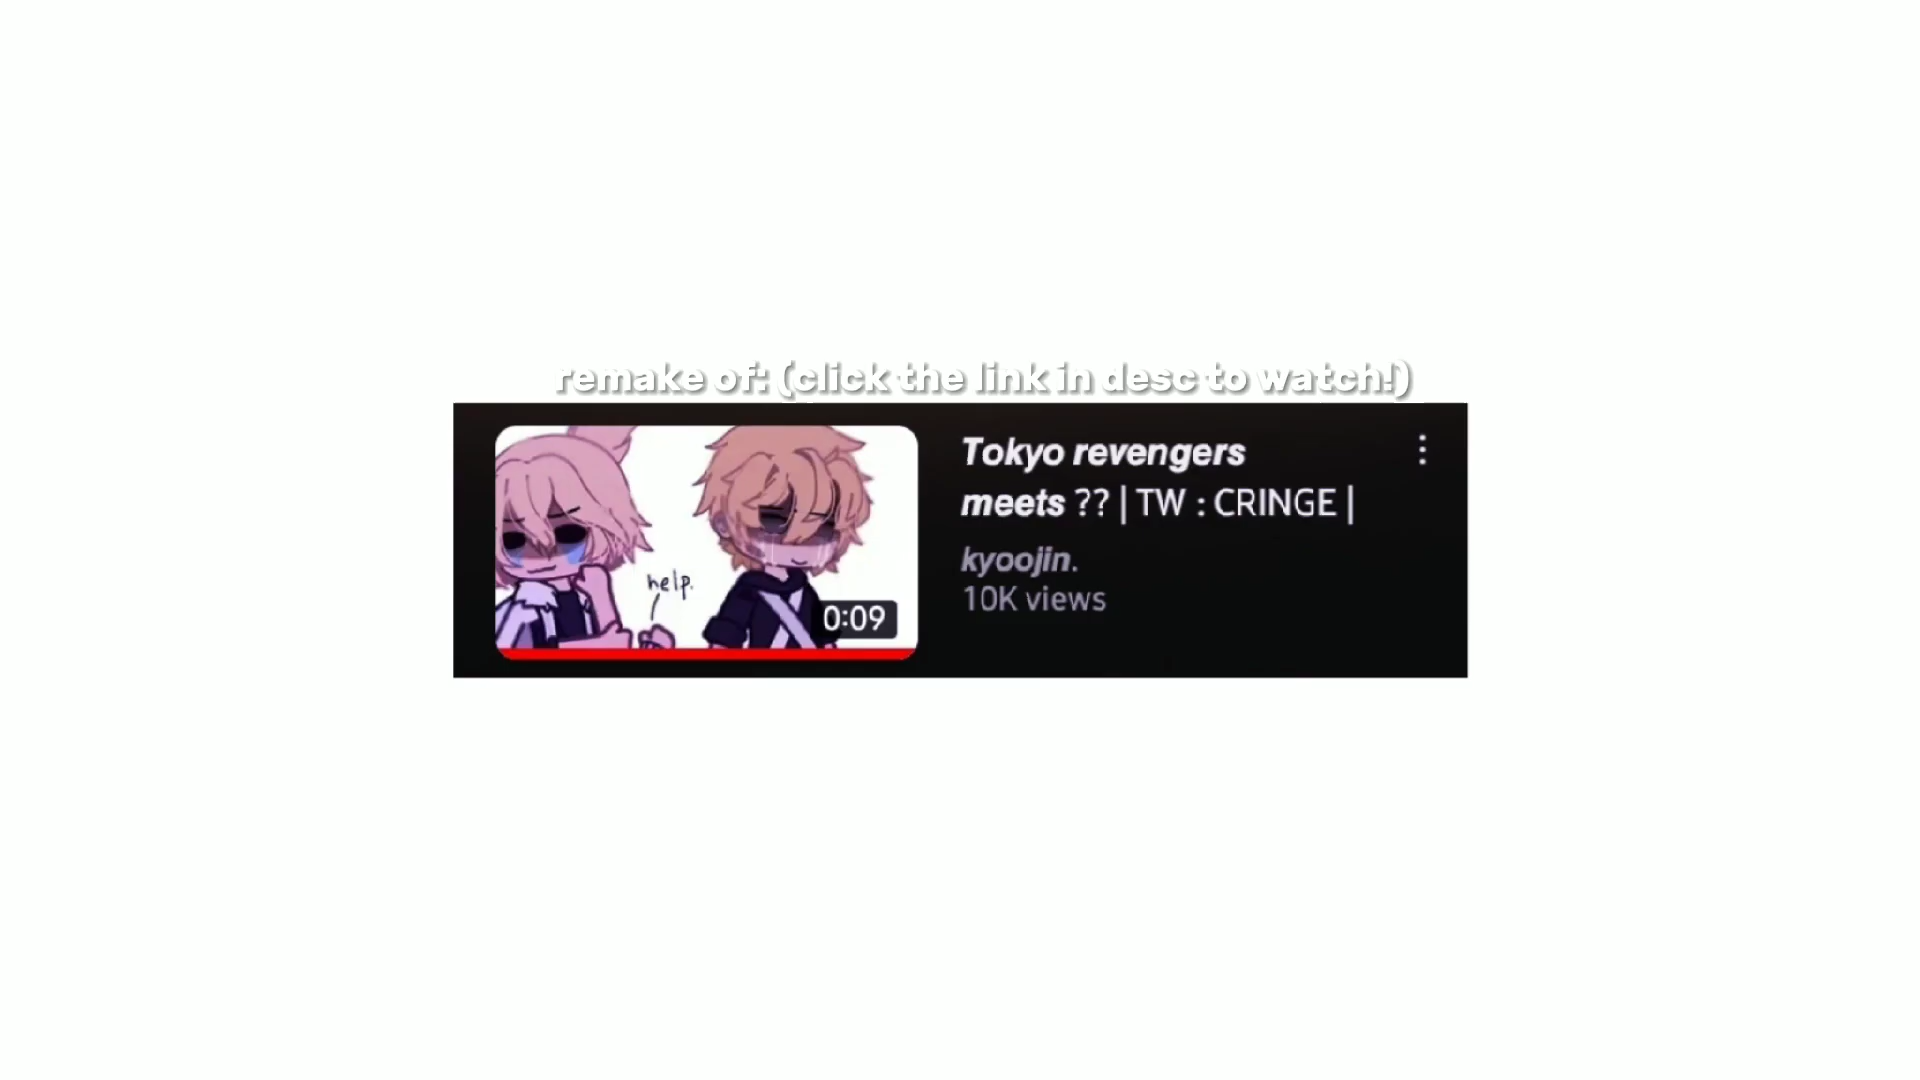 remake of: (click the link in desc to watch!)
Tokyo revengers
meets ?? | TW : CRINGE |
kyoojin.
10K views
help.
0:09